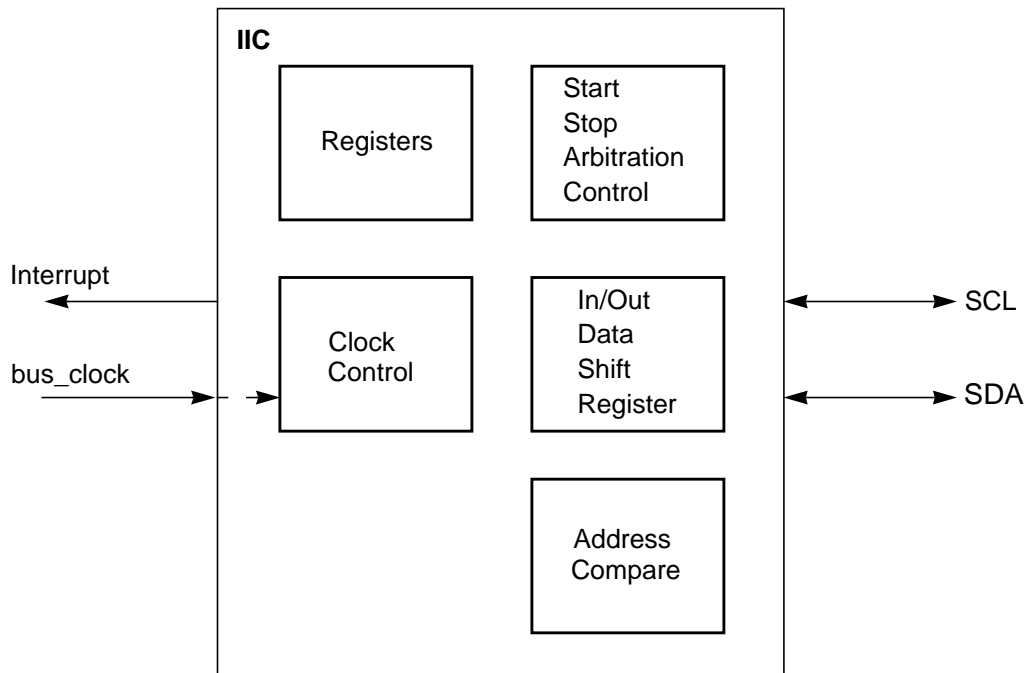 IIC
Registers
Start
Stop
Arbitration
Control
Interrupt
bus_clock
Clock
Control
In/Out
Data
Shift
Register
SCL
SDA
Address
Compare